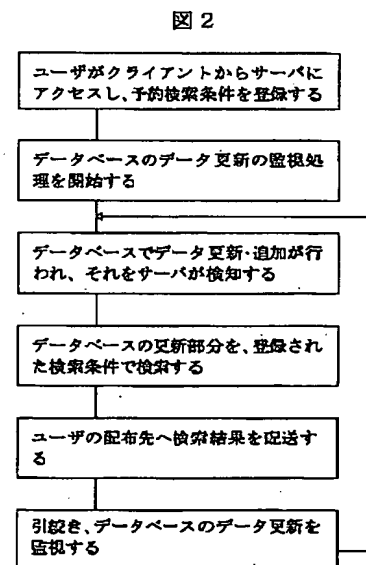 図2
ユーザがクライアントからサーバに
アクセスし、予約検索条件を登録する
データベースのデータ更新の監視処
理を開始する
データベースでデータ更新・追加が行
われ、それをサーバが検知する
データベースの更新部分を、登録され
た検索条件で検索する
ユーザの配布先へ検索結果を配送す
る
引続き、データベースのデータ更新を
監視する